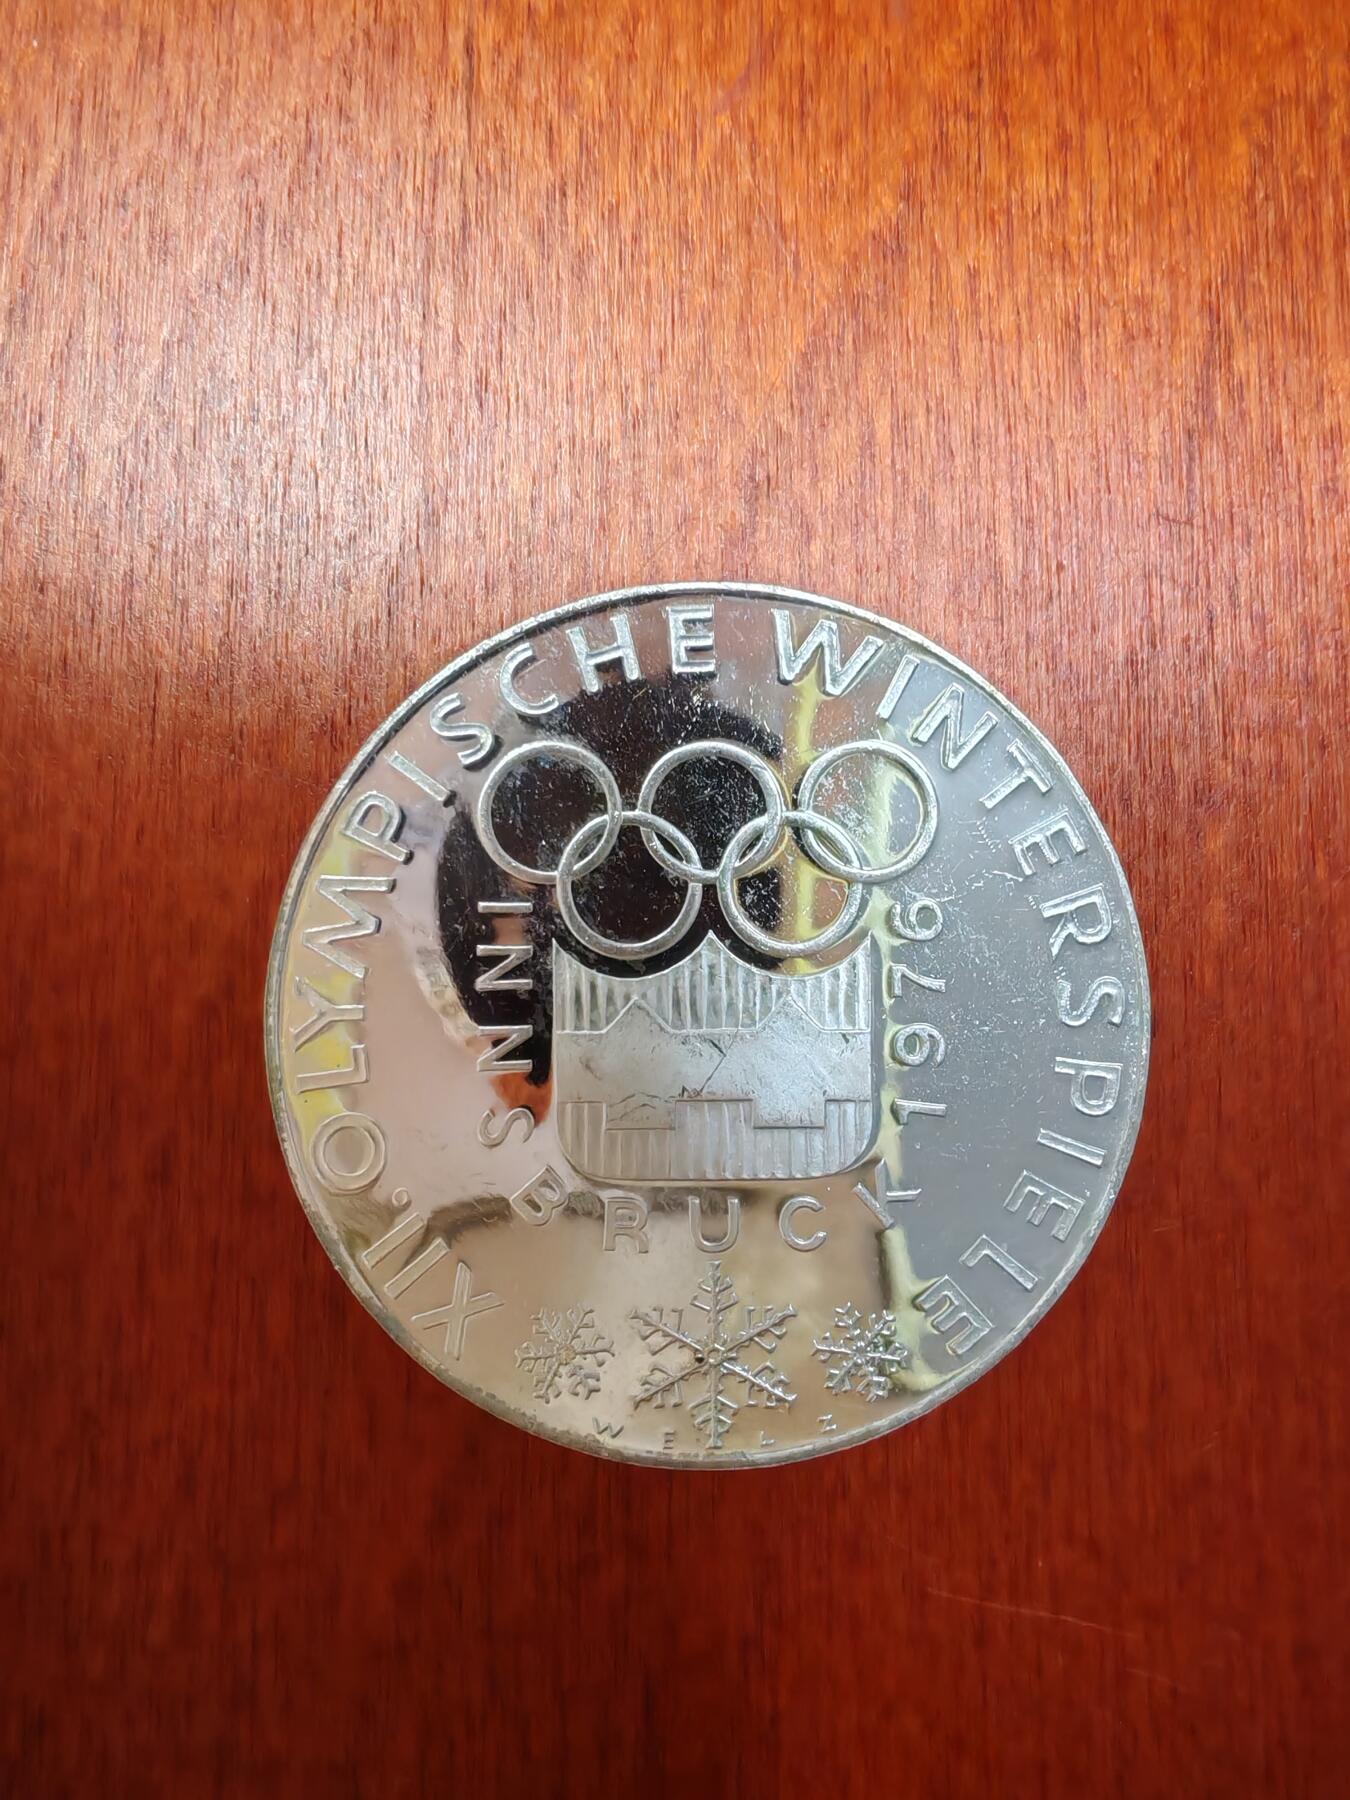 XII. OLYMPISCHE WINTERSPIELE
INNSBRUCK 1976
WELZ